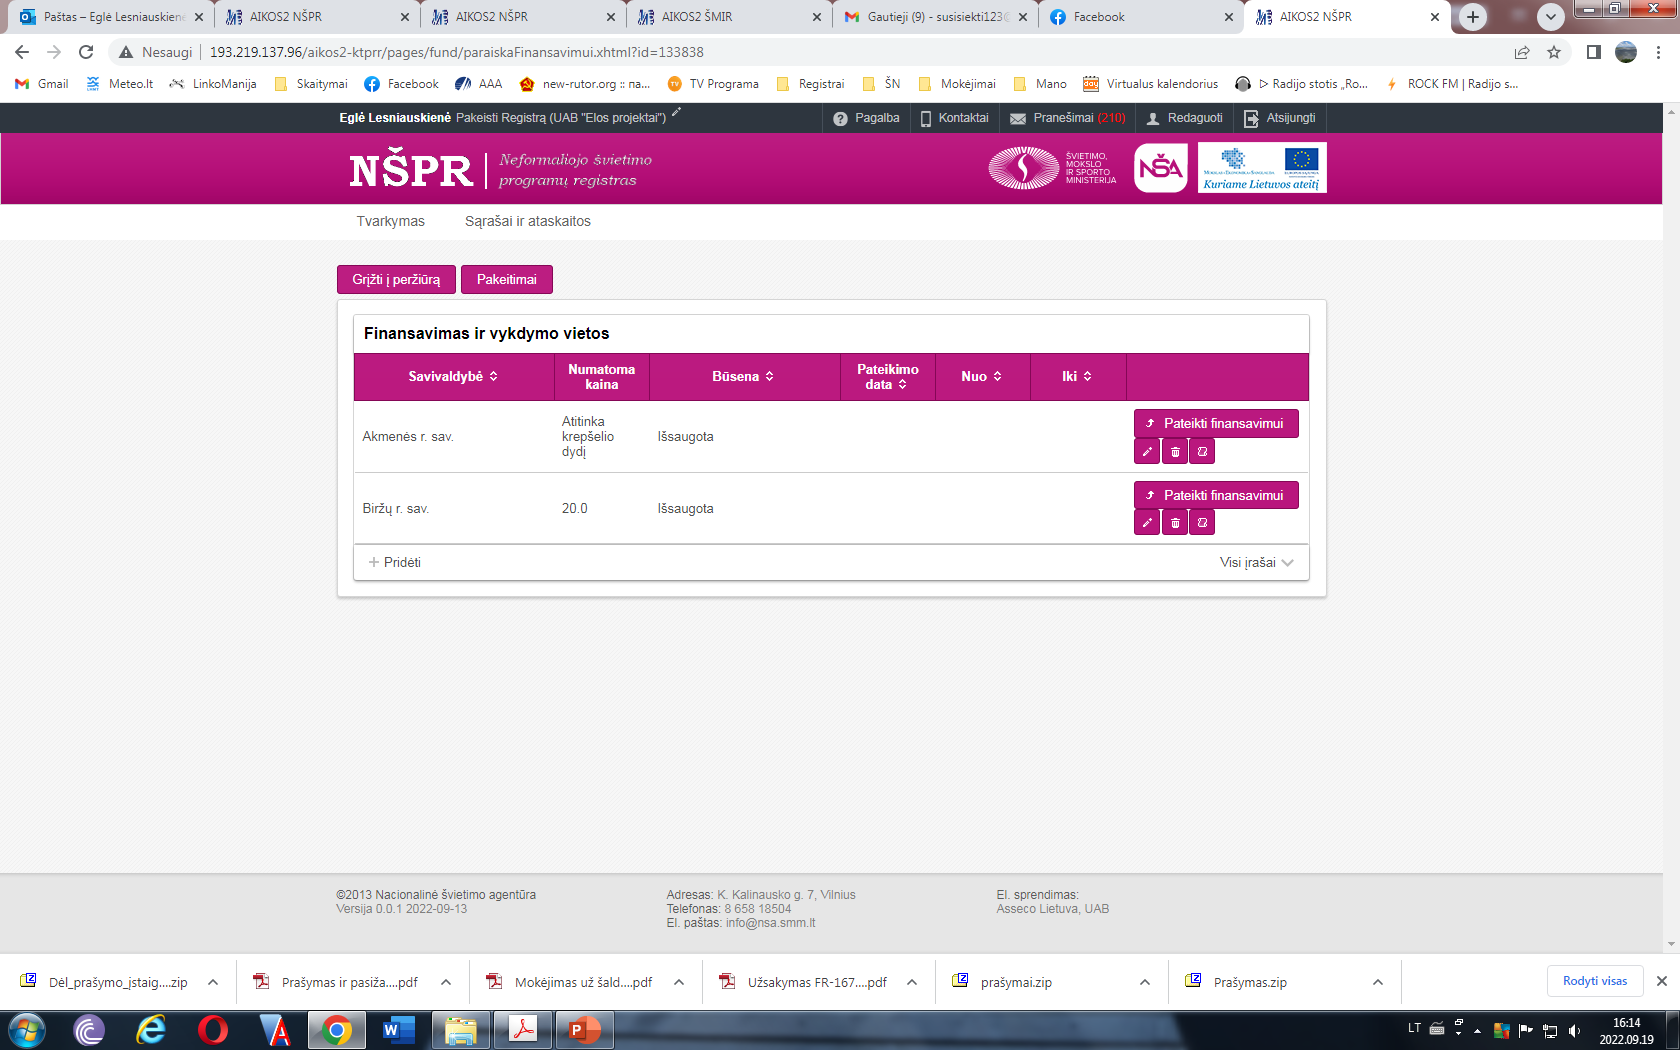 Paštas – Eglė Lesniauskienė
AIKOS2 NŠPR
AIKOS2 NŠPR
AIKOS2 ŠMIR
Gautieji (9) - susisiekti123@
Facebook
AIKOS2 NŠPR
Nesaugi
193.219.137.96/aikos2-ktprr/pages/fund/paraiskaFinansavimui.xhtml?id=133838
Gmail
Meteo.lt
LinkoManija
Skaitymai
Facebook
AAA
new-rutor.org :: па...
TV Programa
Registrai
ŠN
Mokėjimai
Mano
Virtualus kalendorius
ᐅ Radijo stotis „Ro...
ROCK FM | Radijo s...
Eglė Lesniauskienė Pakeisti Registrą (UAB "Elos projektai")
Pagalba
Kontaktai
Pranešimai (210)
Redaguoti
Atsijungti
NŠPR
Neformaliojo švietimo
programų registras
ŠVIETIMO,
MOKSLO
IR SPORTO
MINISTERIJA
NŠA
Kuriame Lietuvos ateitį
Tvarkymas
Sąrašai ir ataskaitos
Grįžti į peržiūrą
Pakeitimai
Finansavimas ir vykdymo vietos
Savivaldybė
Numatoma
kaina
Būsena
Pateikimo
data
Nuo
Iki
Akmenės r. sav.
Atitinka
krepšelio
dydį
Išsaugota
Pateikti finansavimui
Biržų r. sav.
20.0
Išsaugota
Pateikti finansavimui
Pridėti
Visi įrašai
©2013 Nacionalinė švietimo agentūra
Versija 0.0.1 2022-09-13
Adresas: K. Kalinausko g. 7, Vilnius
Telefonas: 8 658 18504
El. paštas: info@nsa.smm.lt
El. sprendimas:
Asseco Lietuva, UAB
Dėl_prašymo_įstaig....zip
Prašymas ir pasiža....pdf
Mokėjimas už šald....pdf
Užsakymas FR-167....pdf
prašymai.zip
Prašymas.zip
Rodyti visas
LT
16:14
2022.09.19